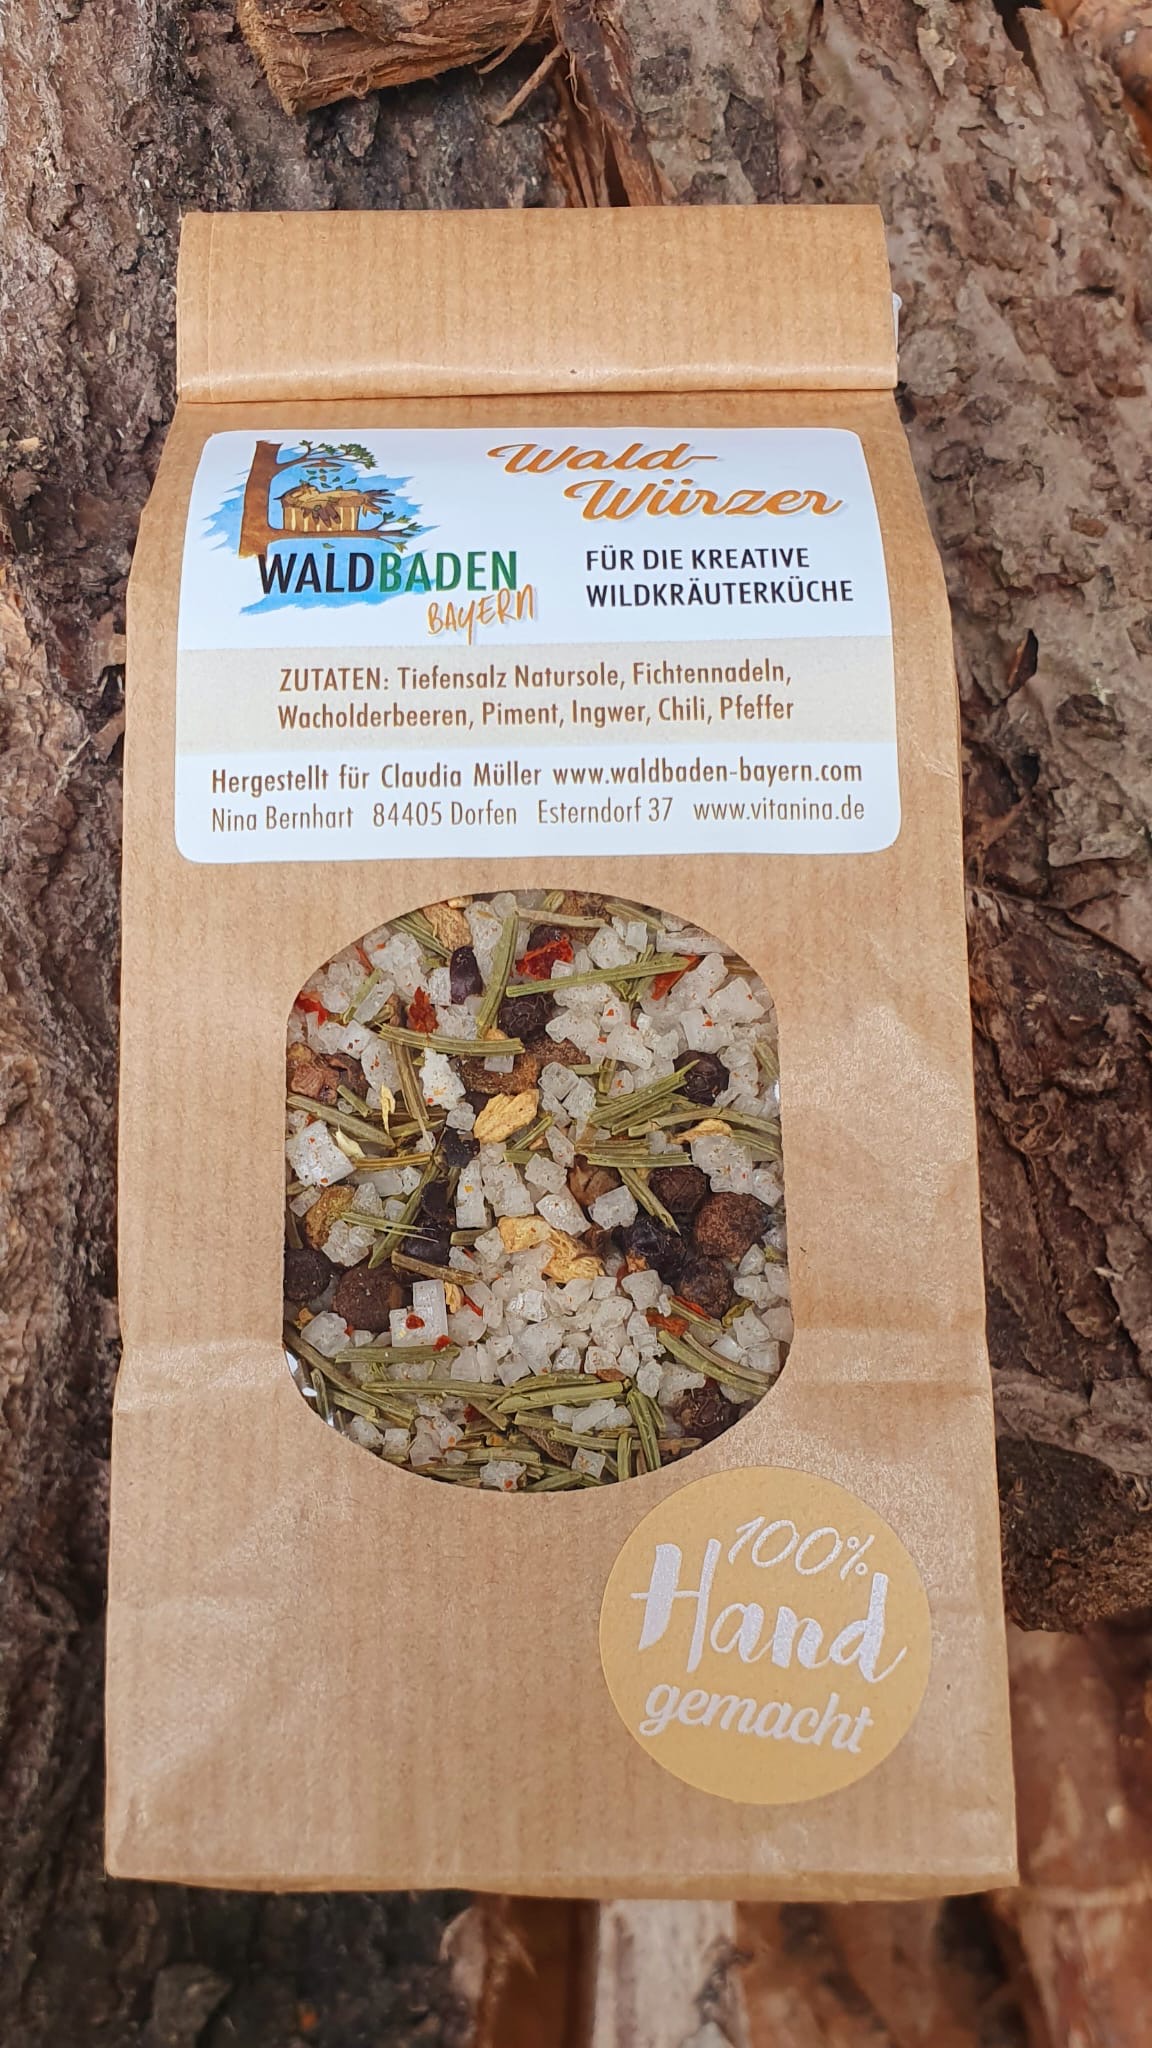 Wald-
Würzer
WALDBADEN
BAYERN
FÜR DIE KREATIVE
WILDKRÄUTERKÜCHE
ZUTATEN: Tiefensalz Natursole, Fichtennadeln,
Wacholderbeeren, Piment, Ingwer, Chili, Pfeffer
Hergestellt für Claudia Müller www.waldbaden-bayern.com
Nina Bernhart 84405 Dorfen Esterndorf 37 www.vitanina.de
100%
Hand
gemacht